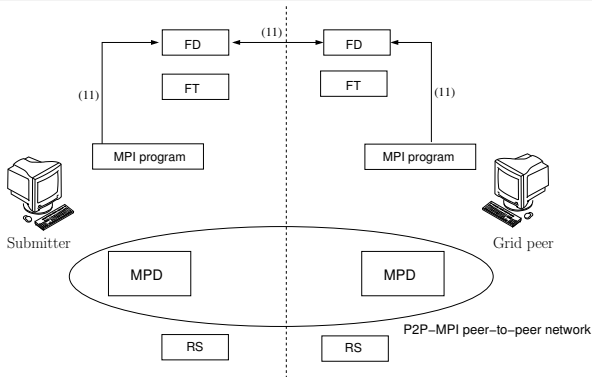 (11)
FD
FD
FT
FT
(11)
(11)
MPI program
MPI program
Submitter
Grid peer
MPD
MPD
P2P−MPI peer−to−peer network
RS
RS